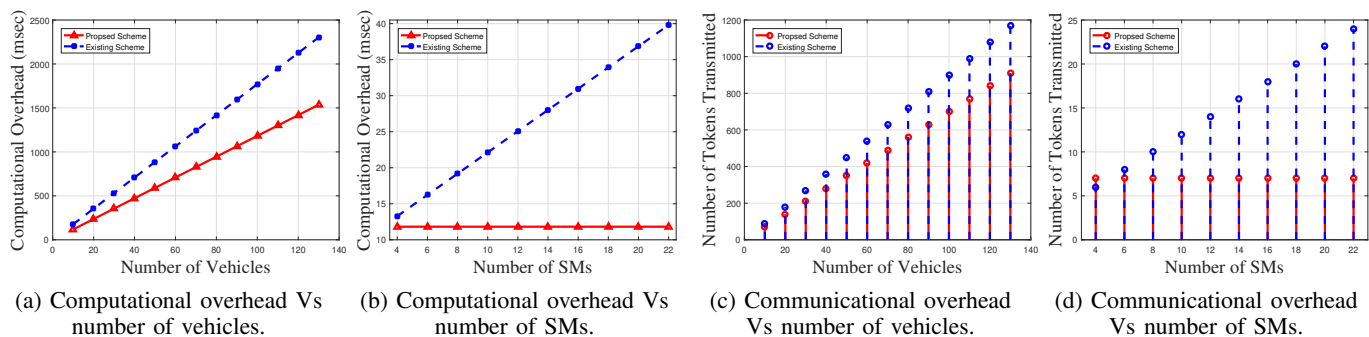 Computational Overhead (msec)
2500
2000
1500
1000
500
0
Propsed Scheme
Existing Scheme
0 20 40 60 80 100 120 140
Number of Vehicles
(a) Computational overhead Vs
number of vehicles.
Computational Overhead (msec)
40
35
30
25
20
15
10
Propsed Scheme
Existing Scheme
4 6 8 10 12 14 16 18 20 22
Number of SMs
(b) Computational overhead Vs
number of SMs.
Number of Tokens Transmitted
1200
1000
800
600
400
200
0
Propsed Scheme
Existing Scheme
0 20 40 60 80 100 120 140
Number of Vehicles
(c) Communicational overhead
Vs number of vehicles.
Number of Tokens Transmitted
25
20
15
10
5
0
Propsed Scheme
Existing Scheme
4 6 8 10 12 14 16 18 20 22
Number of SMs
(d) Communicational overhead
Vs number of SMs.